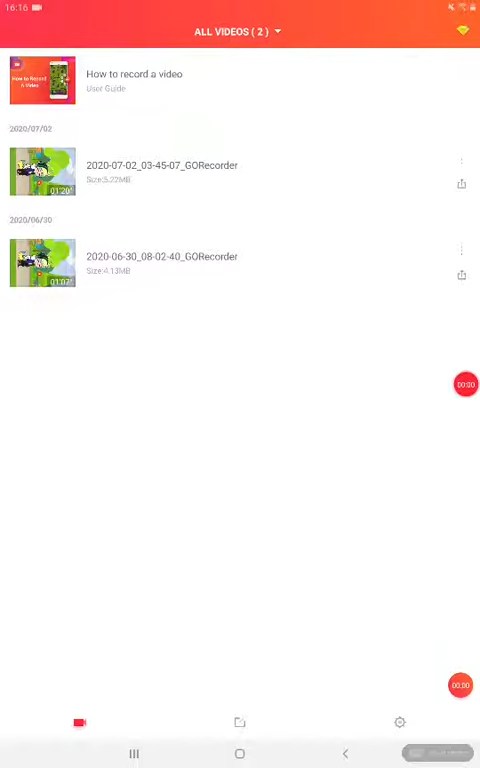 16:16
ALL VIDEOS ( 2 )
How to Record
A Video
How to record a video
User Guide
2020/07/02
01:20
2020-07-02_03-45-07_GORecorder
Size:5.22MB
2020/06/30
01:07
2020-06-30_08-02-40_GORecorder
Size:4.13MB
00:00
00:00